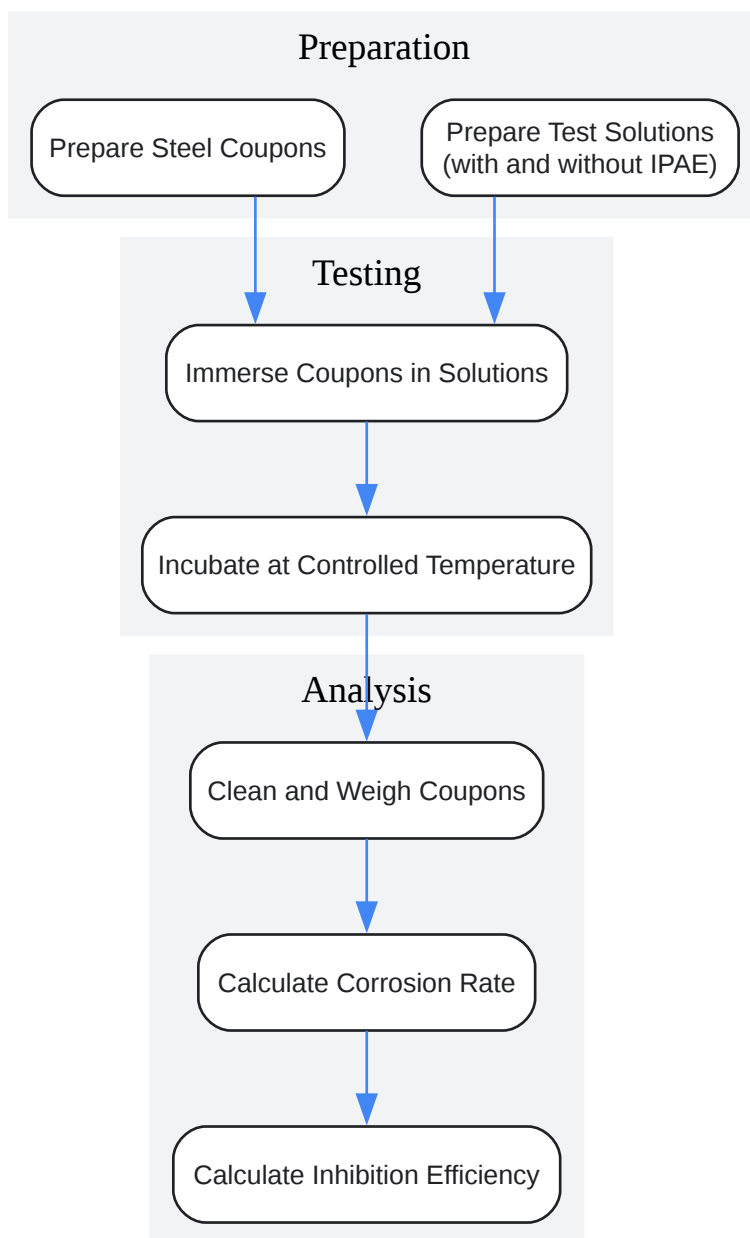 Preparation
Prepare Steel Coupons
Prepare Test Solutions
(with and without IPAE)
Testing
Immerse Coupons in Solutions
Incubate at Controlled Temperature
Analysis
Clean and Weigh Coupons
Calculate Corrosion Rate
Calculate Inhibition Efficiency